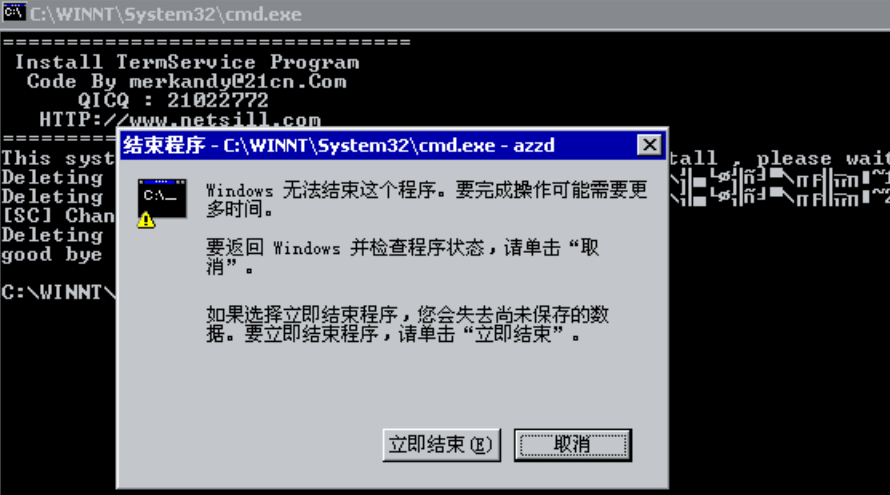 C:\WINNT\System32\cmd.exe
================================
Install TermService Program
Code By merkandy@21cn.Com
QICQ : 21022772
HTTP://www.netsill.com
This syst
tall , please wait
Deleting
Deleting
[SC] Chan
Deleting
good bye
C:\WINNT\
结束程序 - C:\WINNT\System32\cmd.exe - azzd
C:\_
Windows 无法结束这个程序。要完成操作可能需要更
多时间。
要返回 Windows 并检查程序状态，请单击“取
消”。
如果选择立即结束程序，您会失去尚未保存的数
据。要立即结束程序，请单击“立即结束”。
立即结束(E)
取消